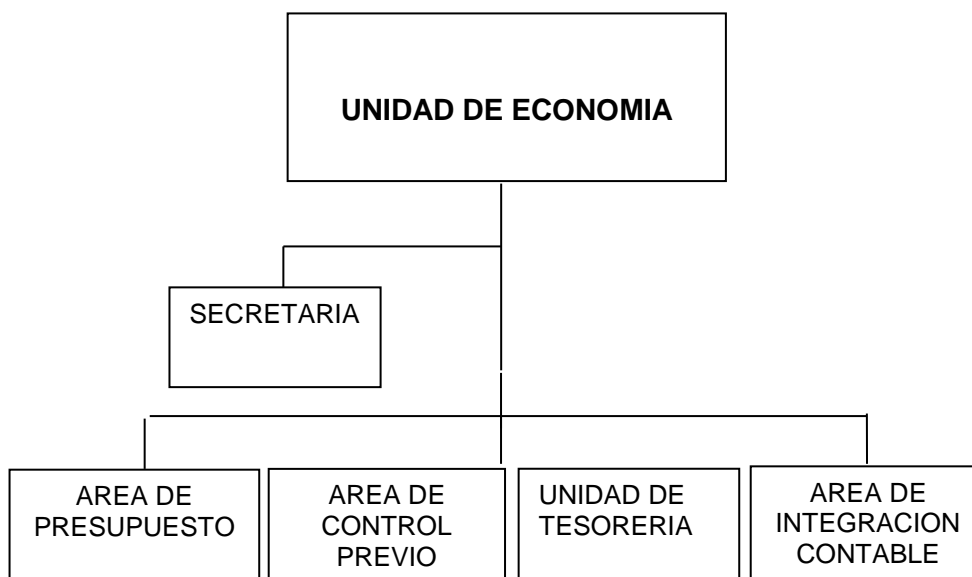 UNIDAD DE ECONOMIA
SECRETARIA
AREA DE
PRESUPUESTO
AREA DE
CONTROL
PREVIO
UNIDAD DE
TESORERIA
AREA DE
INTEGRACION
CONTABLE